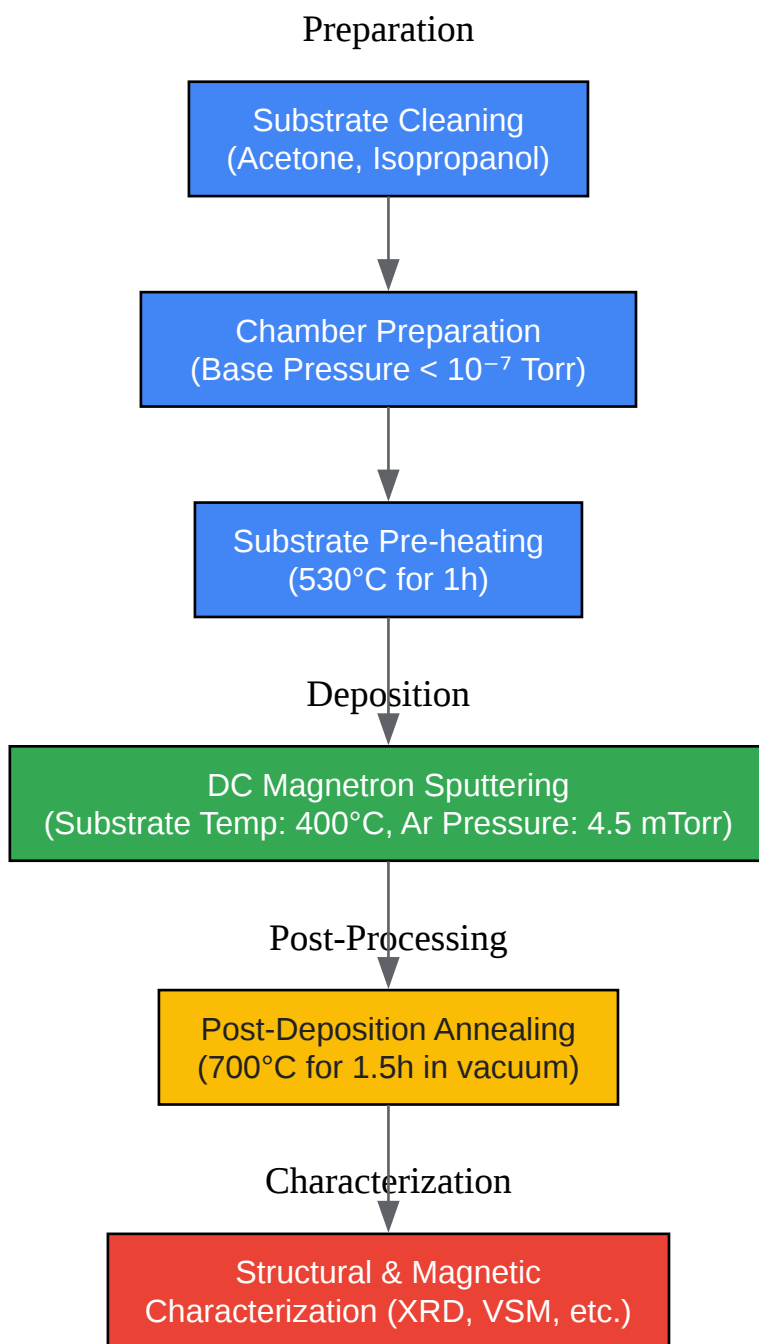 Preparation
Substrate Cleaning
(Acetone, Isopropanol)
Chamber Preparation
(Base Pressure < 10⁻⁷ Torr)
Substrate Pre-heating
(530°C for 1h)
Deposition
DC Magnetron Sputtering
(Substrate Temp: 400°C, Ar Pressure: 4.5 mTorr)
Post-Processing
Post-Deposition Annealing
(700°C for 1.5h in vacuum)
Characterization
Structural & Magnetic
Characterization (XRD, VSM, etc.)